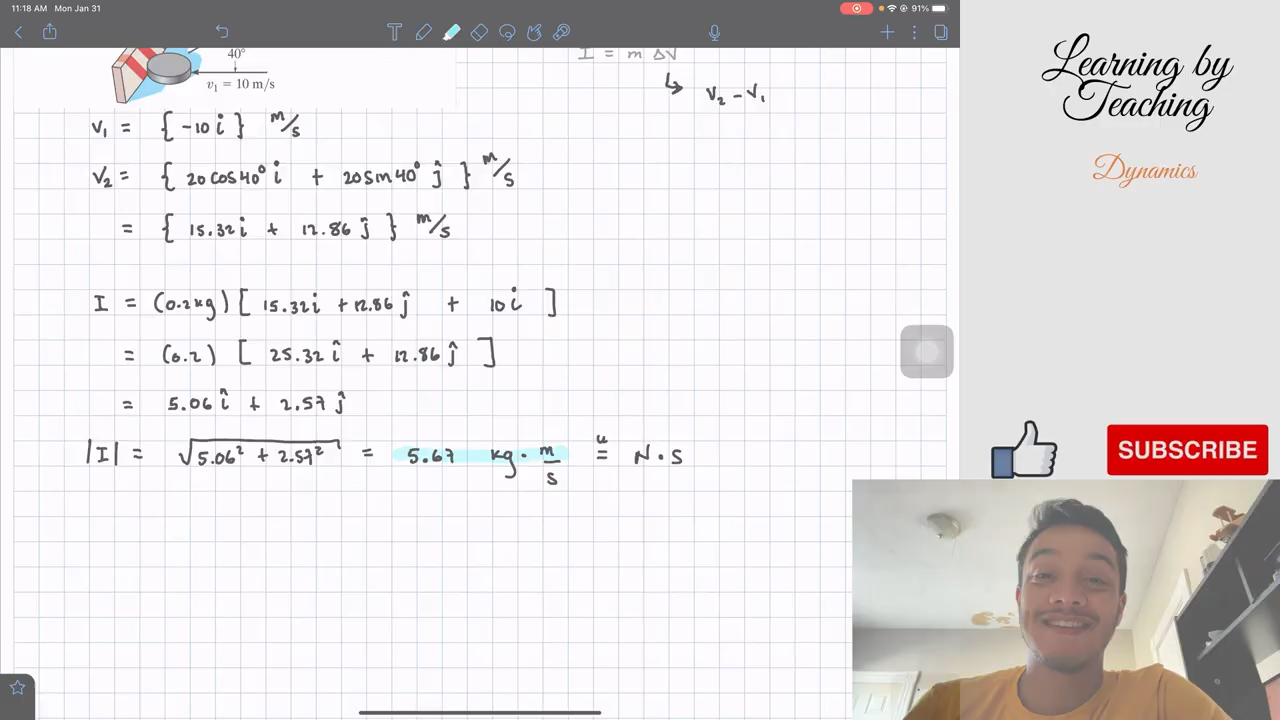 11:18 AM Mon Jan 31
91%
40°
v₁ = 10 m/s
I = m ΔV
↳ V₂ - V₁
V₁ = { -10 i } m/s
V₂ = { 20cos40° i + 20sin40° ĵ } m/s
= { 15.32 i + 12.86 ĵ } m/s
I = (0.2kg) [ 15.32i + 12.86 ĵ + 10 i ]
= (0.2) [ 25.32 î + 12.86 ĵ ]
= 5.06 î + 2.57 ĵ
|I| = √5.06² + 2.57² = 5.67 kg · m/s =ᵘ N · s
Learning by
Teaching
Dynamics
SUBSCRIBE